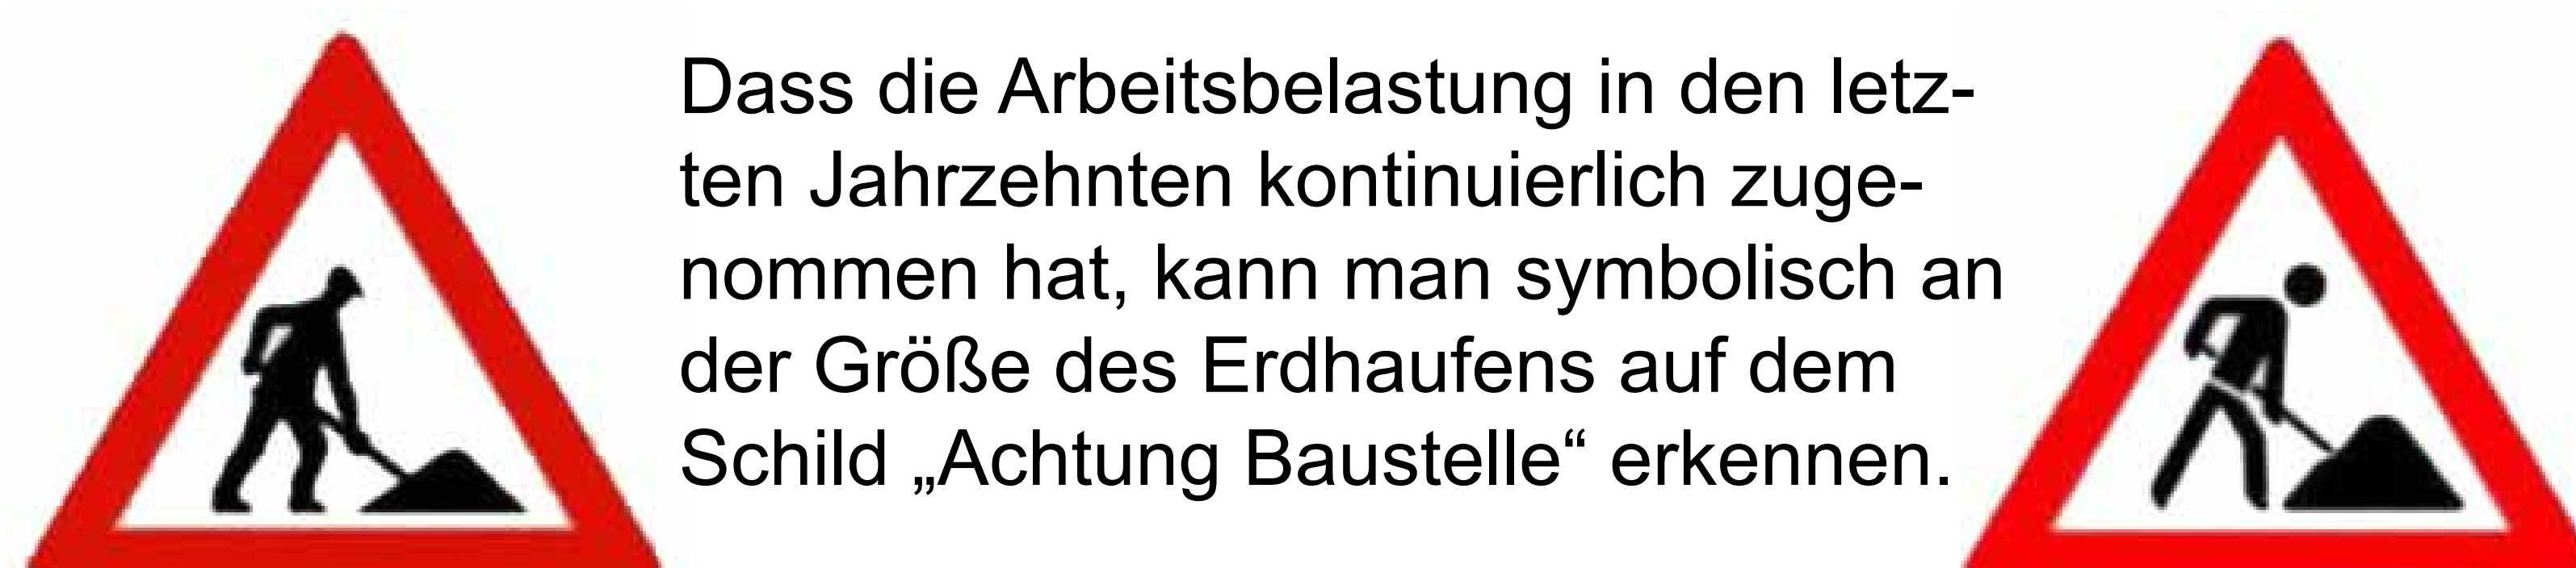 Dass die Arbeitsbelastung in den letz-
ten Jahrzehnten kontinuierlich zuge-
nommen hat, kann man symbolisch an
der Größe des Erdhaufens auf dem
Schild „Achtung Baustelle“ erkennen.